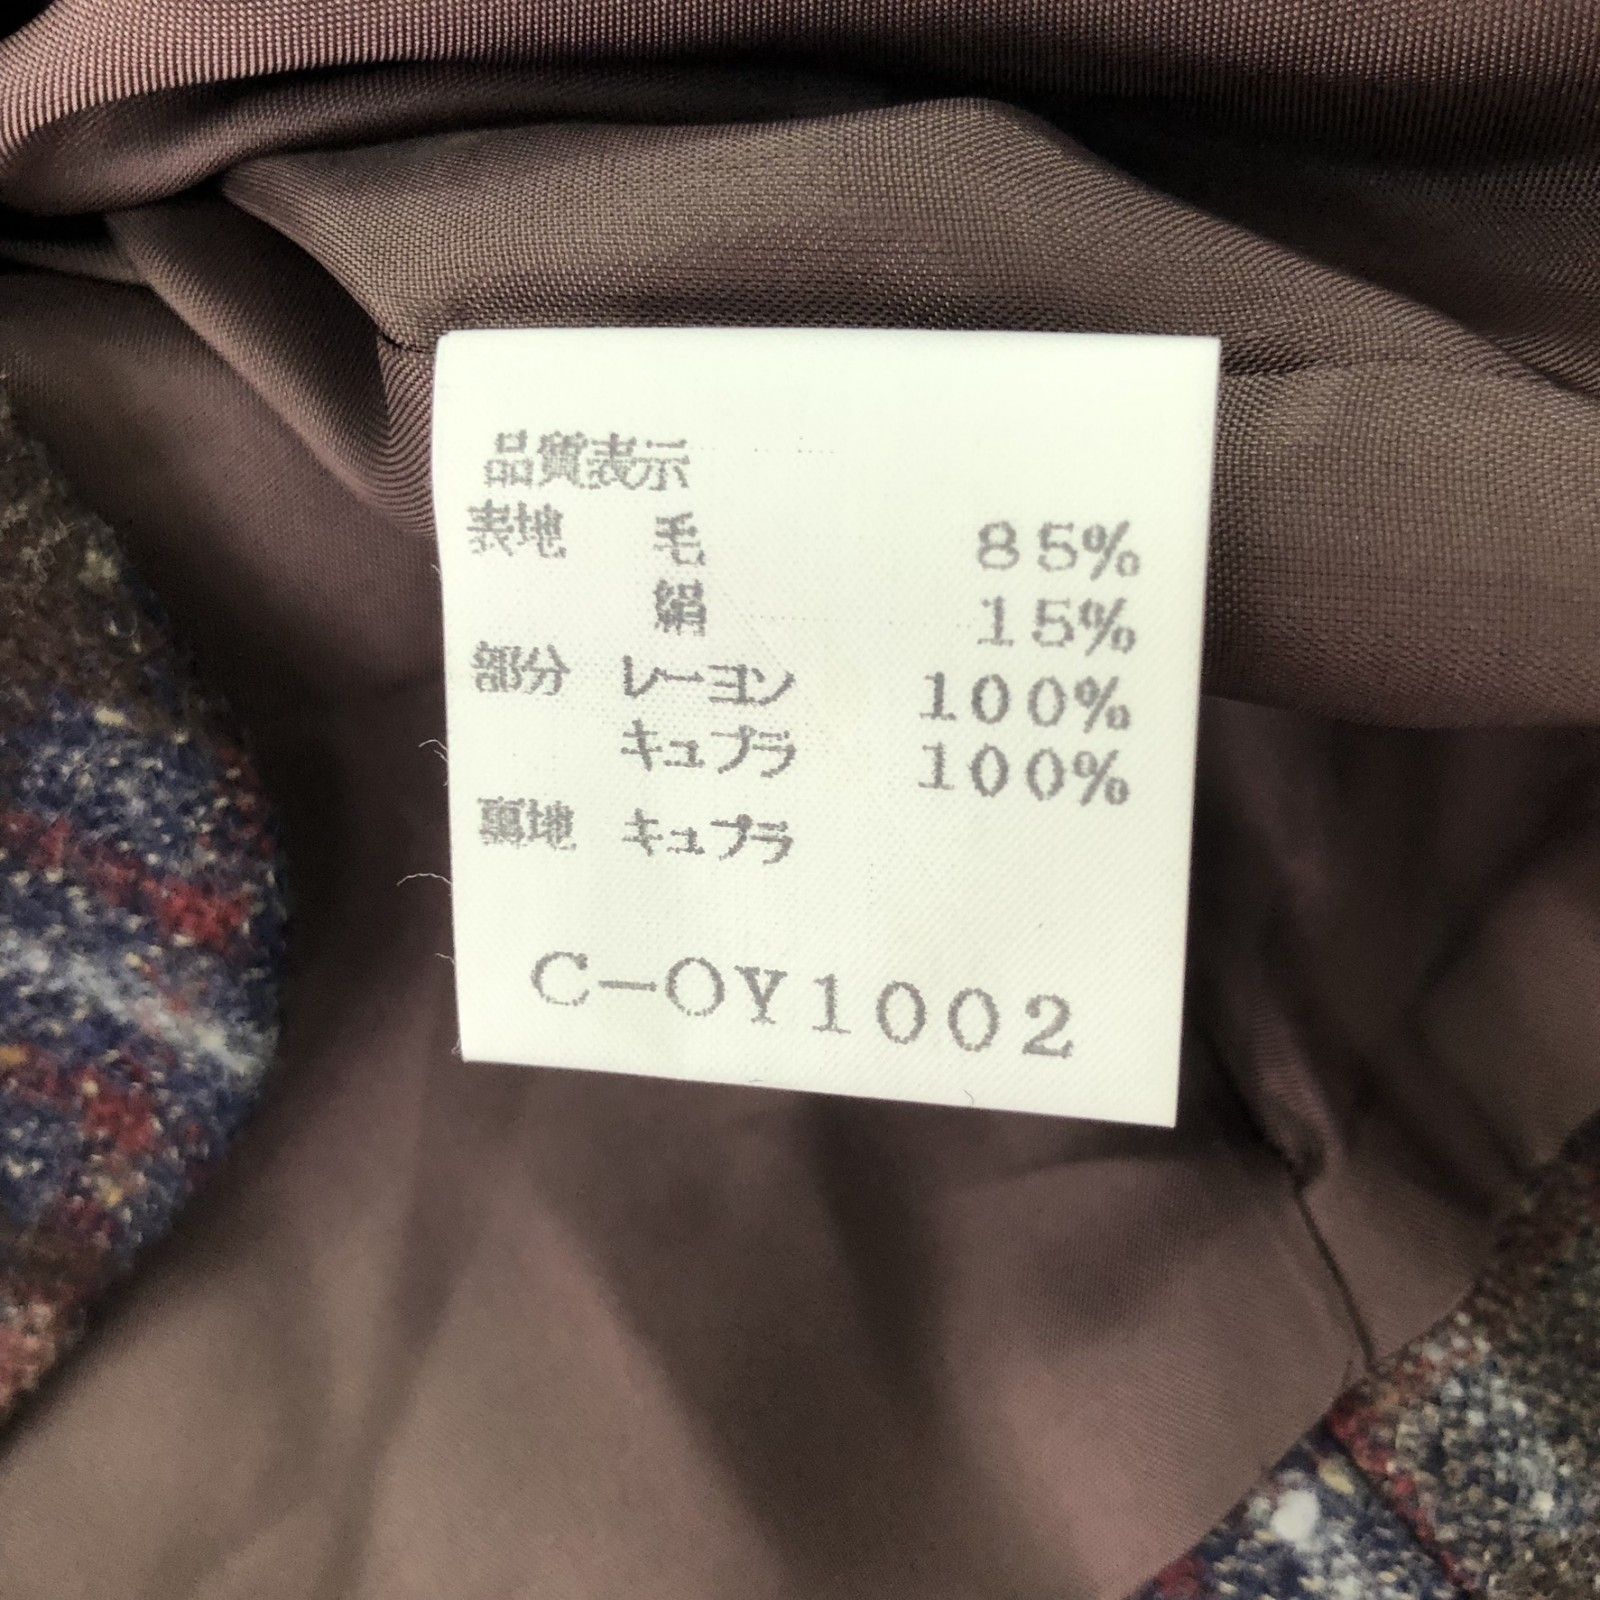 品質表示
表地 毛 85%
絹 15%
部分 レーヨン 100%
キュプラ 100%
裏地 キュプラ
C-OY1002